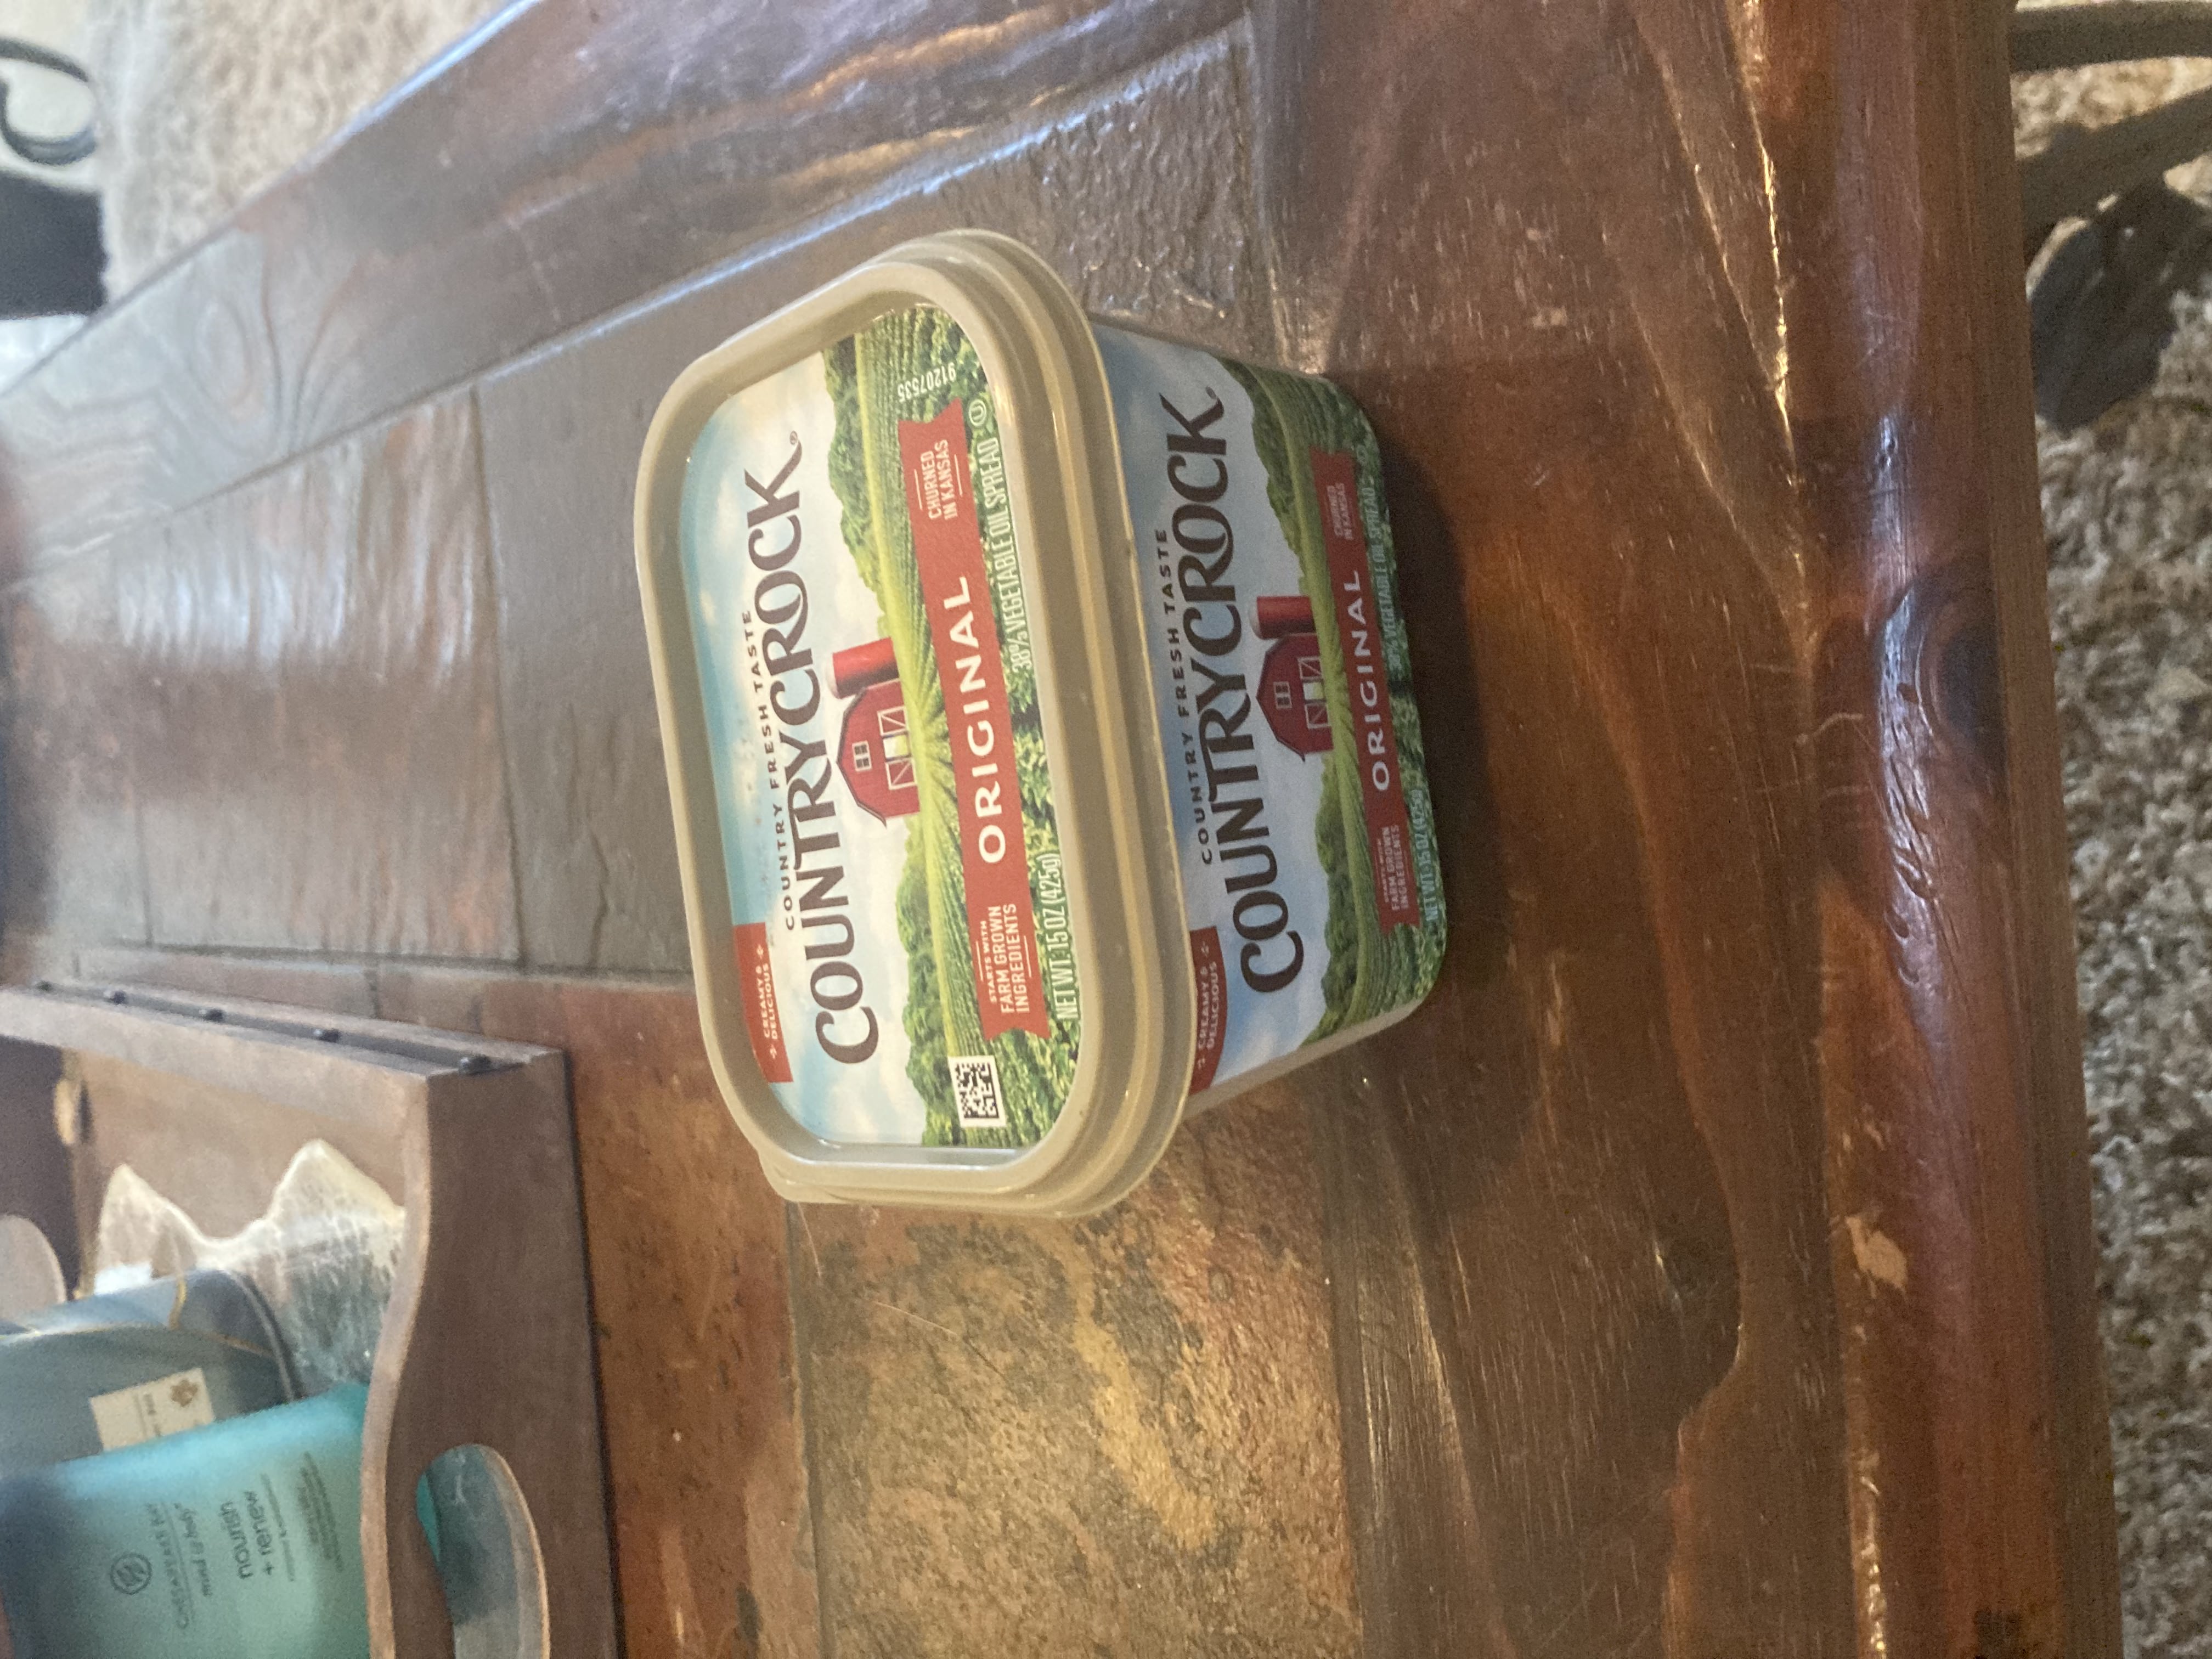 CHESAPEAKE BAY
mind & body
nourish
+ renew
CREAMY &
DELICIOUS
COUNTRY FRESH TASTE
COUNTRY CROCK®
STARTS WITH
FARM GROWN
INGREDIENTS
ORIGINAL
CHURNED
IN KANSAS
91207535
38% VEGETABLE OIL SPREAD U
NET WT. 15 OZ (425g)
CREAMY &
DELICIOUS
COUNTRY FRESH TASTE
COUNTRY CROCK®
STARTS WITH
FARM GROWN
INGREDIENTS
ORIGINAL
CHURNED
IN KANSAS
38% VEGETABLE OIL SPREAD
NET WT. 15 OZ (425g)